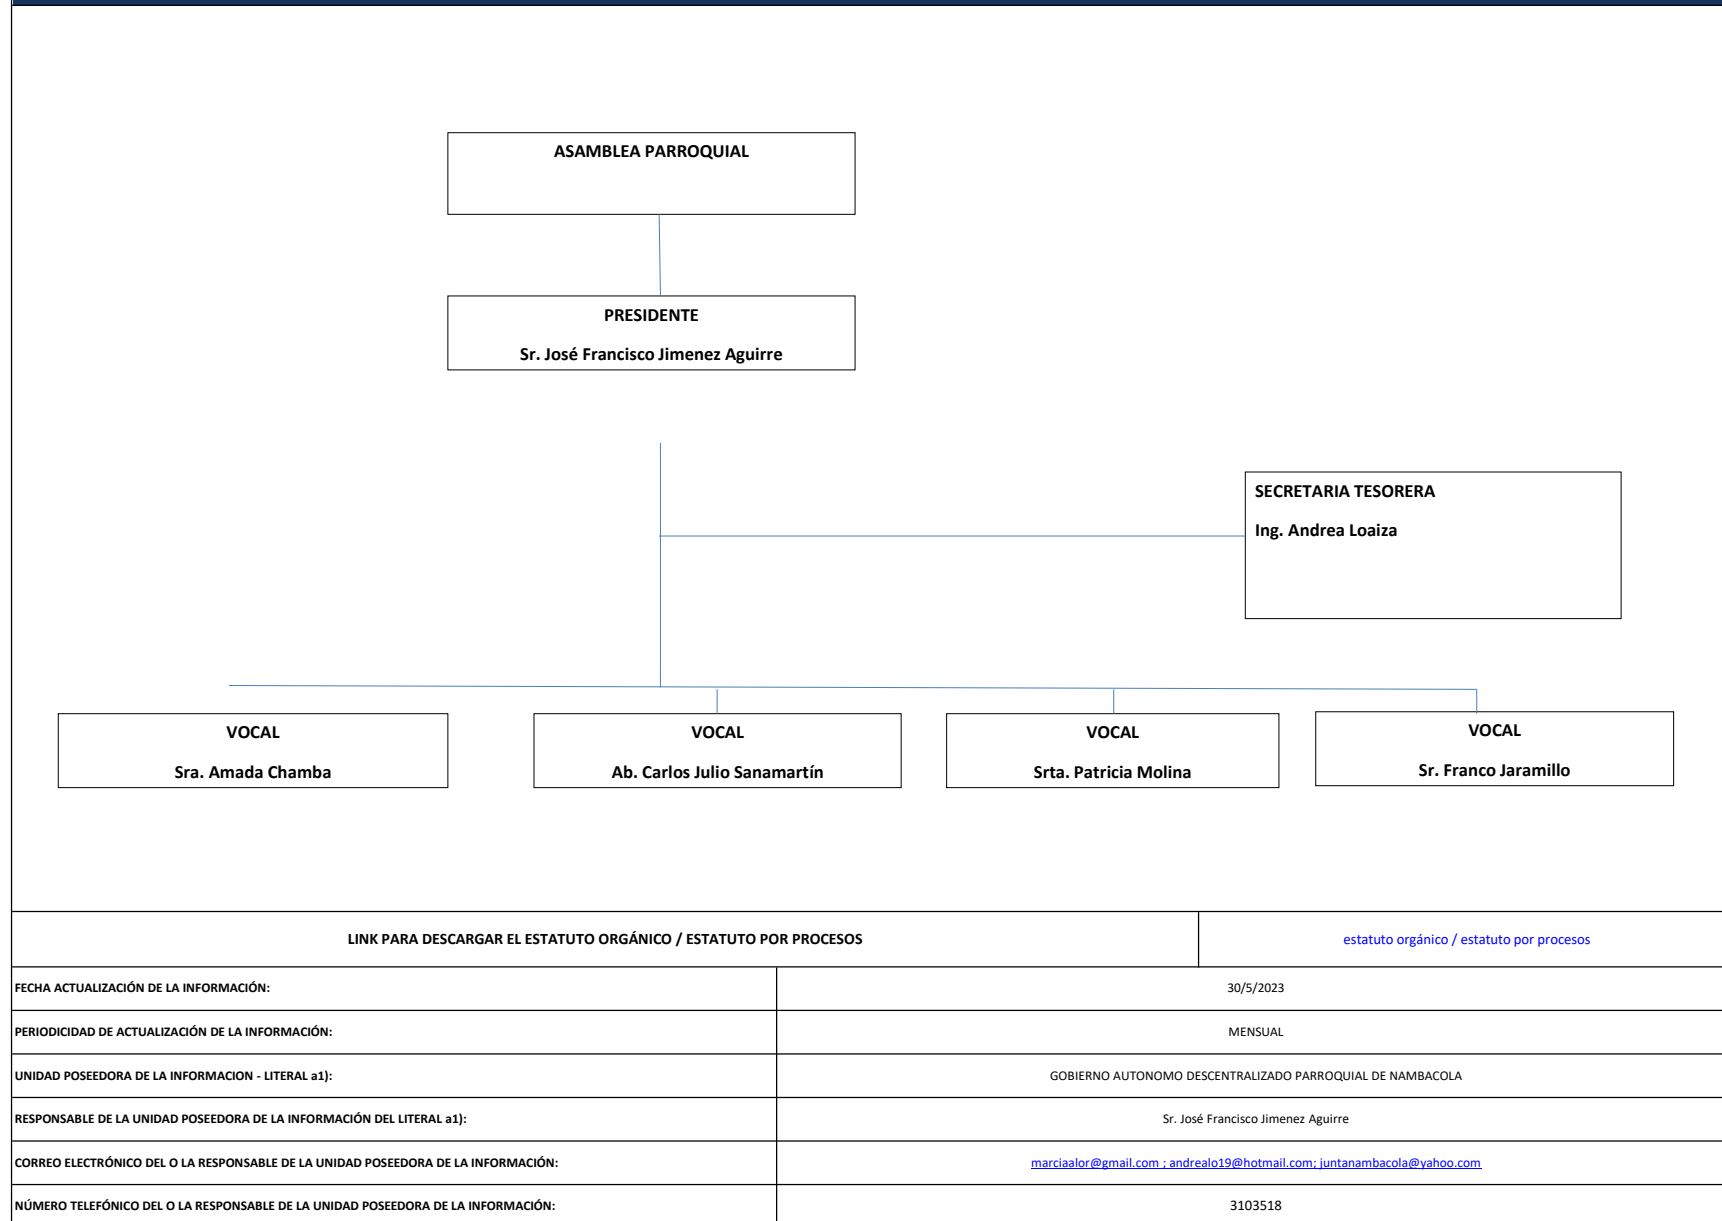 ASAMBLEA PARROQUIAL
PRESIDENTE
Sr. José Francisco Jimenez Aguirre
SECRETARIA TESORERA
Ing. Andrea Loaiza
VOCAL
Sra. Amada Chamba
VOCAL
Ab. Carlos Julio Sanamartín
VOCAL
Srta. Patricia Molina
VOCAL
Sr. Franco Jaramillo
LINK PARA DESCARGAR EL ESTATUTO ORGÁNICO / ESTATUTO POR PROCESOS
estatuto orgánico / estatuto por procesos
FECHA ACTUALIZACIÓN DE LA INFORMACIÓN:
30/5/2023
PERIODICIDAD DE ACTUALIZACIÓN DE LA INFORMACIÓN:
MENSUAL
UNIDAD POSEEDORA DE LA INFORMACION - LITERAL a1):
GOBIERNO AUTONOMO DESCENTRALIZADO PARROQUIAL DE NAMBACOLA
RESPONSABLE DE LA UNIDAD POSEEDORA DE LA INFORMACIÓN DEL LITERAL a1):
Sr. José Francisco Jimenez Aguirre
CORREO ELECTRÓNICO DEL O LA RESPONSABLE DE LA UNIDAD POSEEDORA DE LA INFORMACIÓN:
marciaalor@gmail.com ; andrealo19@hotmail.com; juntanambacola@yahoo.com
NÚMERO TELEFÓNICO DEL O LA RESPONSABLE DE LA UNIDAD POSEEDORA DE LA INFORMACIÓN:
3103518